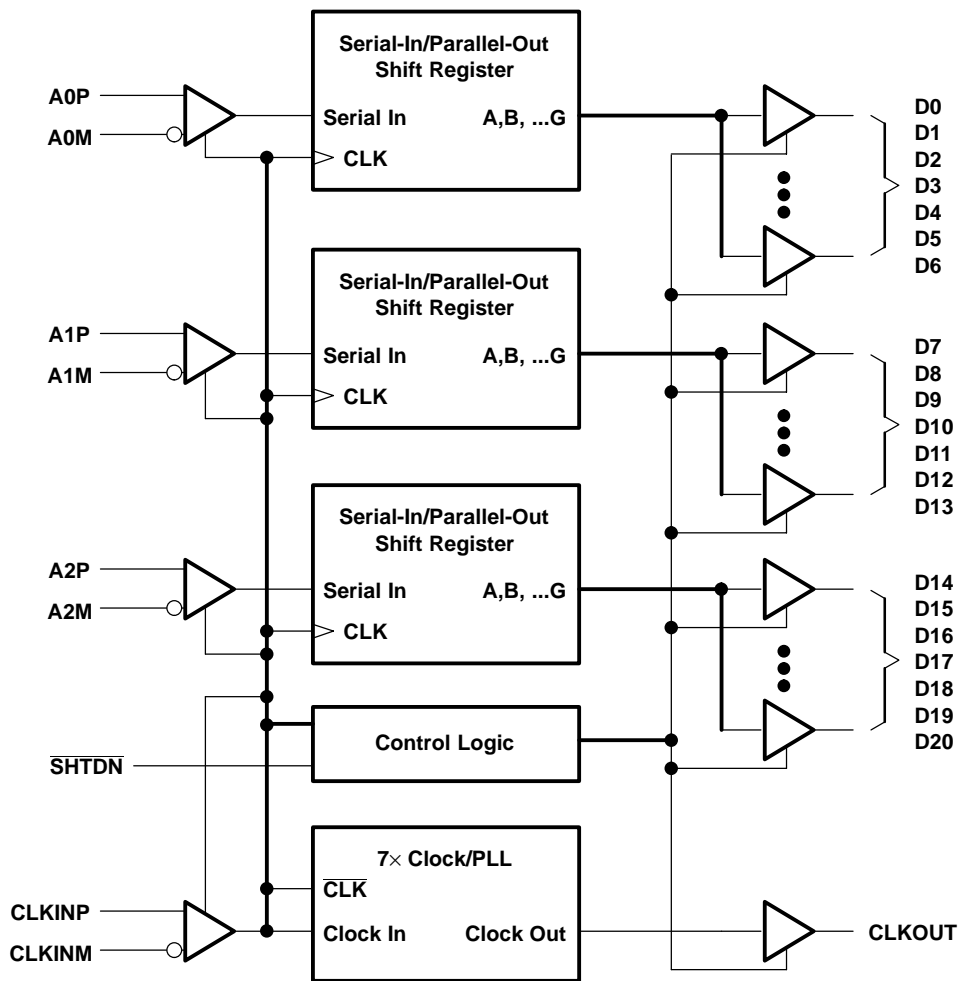 Serial-In/Parallel-Out
Shift Register
A0P
A0M
Serial In
A,B, ...G
CLK
D0
D1
D2
D3
D4
D5
D6
Serial-In/Parallel-Out
Shift Register
A1P
A1M
Serial In
A,B, ...G
CLK
D7
D8
D9
D10
D11
D12
D13
Serial-In/Parallel-Out
Shift Register
A2P
A2M
Serial In
A,B, ...G
CLK
D14
D15
D16
D17
D18
D19
D20
Control Logic
SHTDN
7× Clock/PLL
CLK
CLKINP
CLKINM
Clock In
Clock Out
CLKOUT